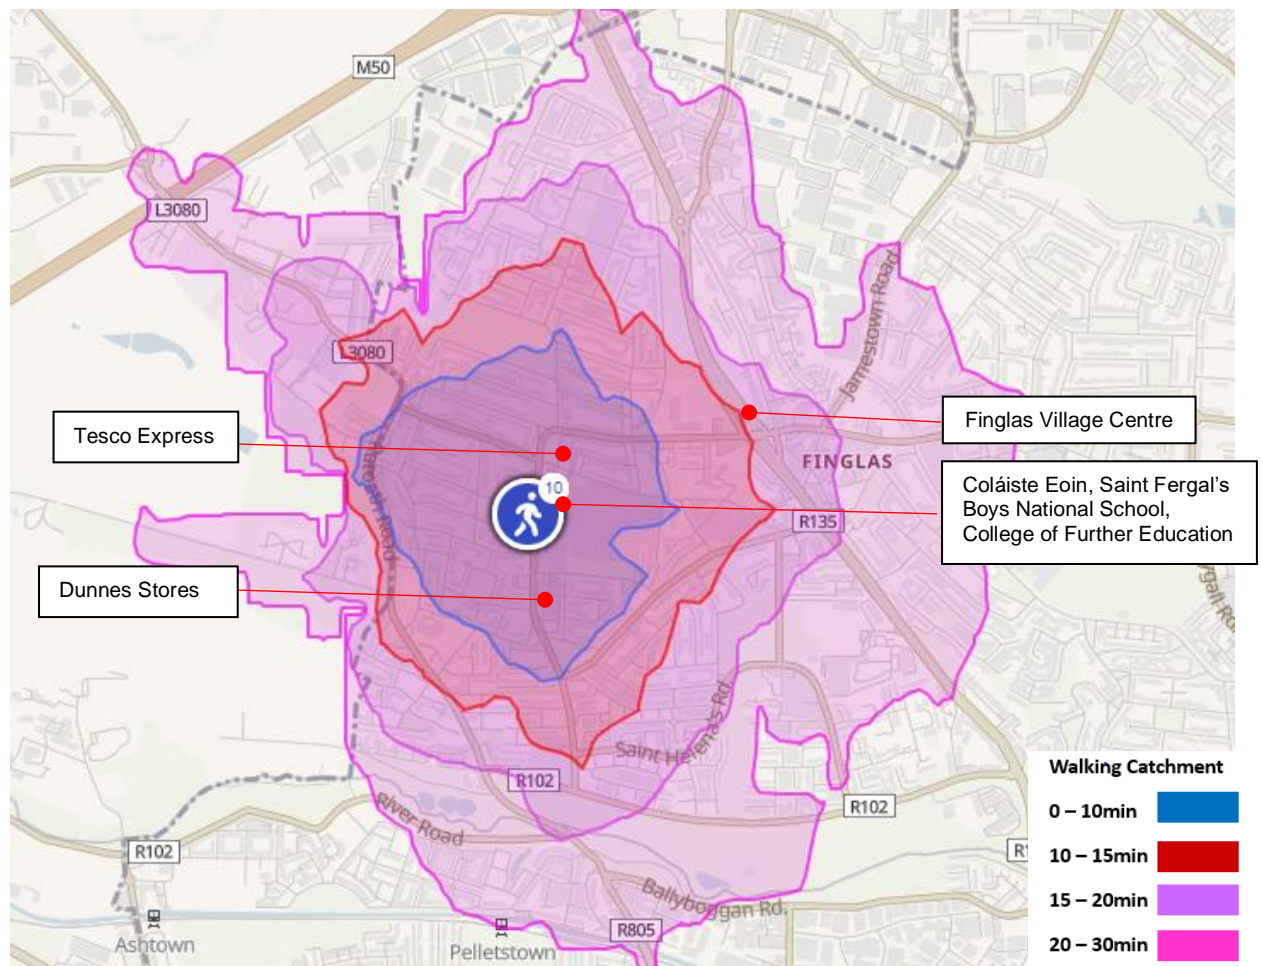 M50
L3080
L3080
Jamestown Road
Tesco Express
Finglas Village Centre
FINGLAS
Ratoath Road
10
Coláiste Eoin, Saint Fergal's
Boys National School,
College of Further Education
R135
Dunnes Stores
Saint Helena's Rd
R102
River Road
R102
R102
Ballyboggan Rd.
R805
Ashtown
Pelletstown
Walking Catchment
0 – 10min
10 – 15min
15 – 20min
20 – 30min